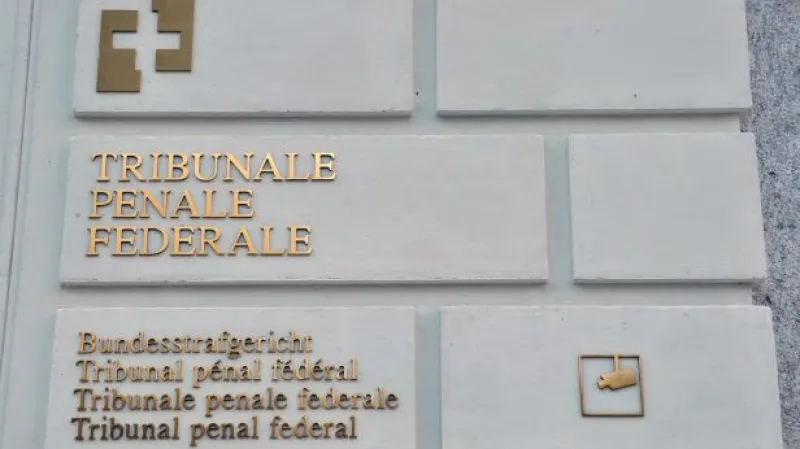 TRIBUNALE
PENALE
FEDERALE
Bundesstrafgericht
Tribunal pénal fédéral
Tribunale penale federale
Tribunal penal federal